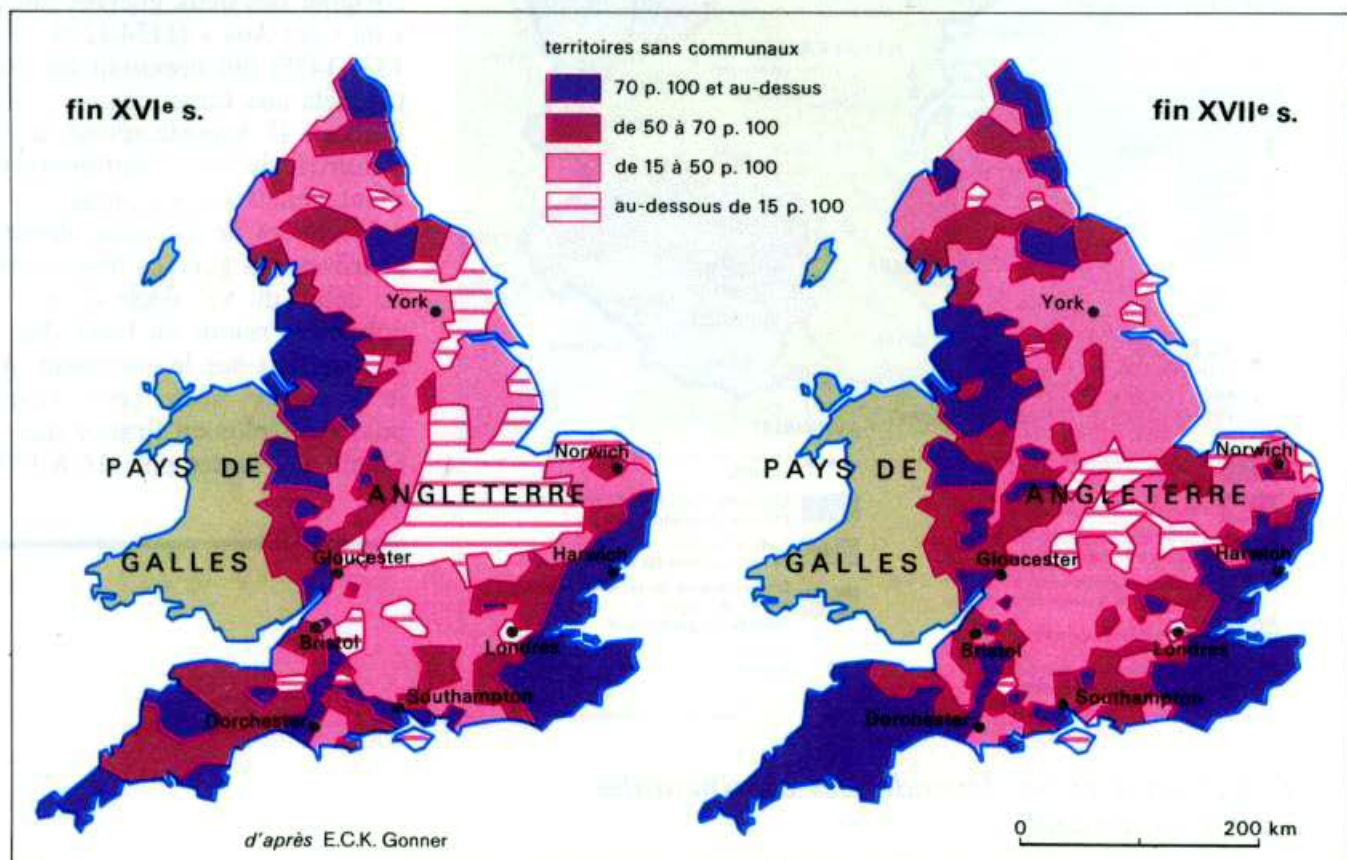 fin XVIe s.
territoires sans communaux
70 p. 100 et au-dessus
de 50 à 70 p. 100
de 15 à 50 p. 100
au-dessous de 15 p. 100
York
Norwich
PAYS DE
GALLES
ANGLETERRE
Gloucester
Harwich
Bristol
Londres
Southampton
Dorchester
d'après E.C.K. Gonner
fin XVIIe s.
York
Norwich
PAYS DE
GALLES
ANGLETERRE
Gloucester
Harwich
Bristol
Londres
Southampton
Dorchester
0 200 km